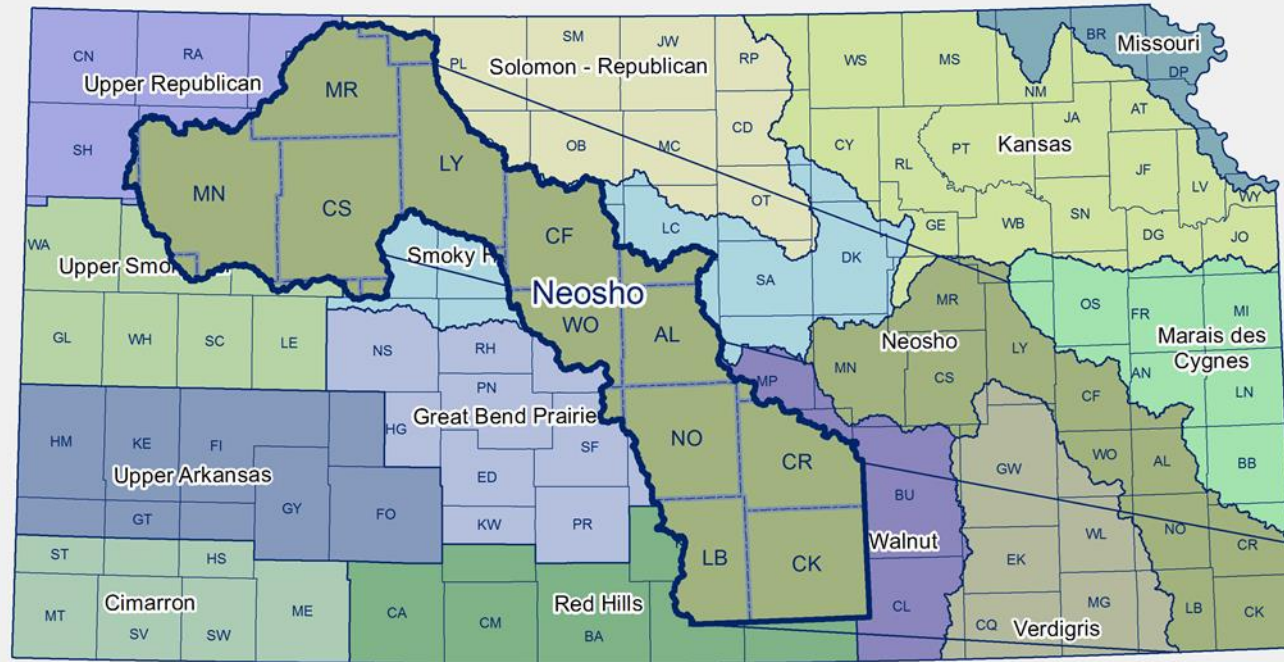 CN
RA
SM
JW
RP
WS
MS
BR
Missouri
Upper Republican
PL
Solomon - Republican
DP
NM
MR
JA
AT
SH
OB
MC
CD
CY
RL
PT
Kansas
JF
LV
WY
LY
MN
CS
OT
GE
WB
SN
DG
JO
LC
CF
WA
Smoky
SA
DK
Upper
OS
FR
MI
Neosho
MR
Neosho
Marais des
Cygnes
WO
AL
GL
WH
SC
LE
NS
RH
MN
CS
LY
AN
LN
PN
MP
CF
HM
KE
FI
HG
Great Bend Prairie
NO
SF
GW
WO
AL
BB
Upper Arkansas
ED
CR
BU
GY
FO
GT
KW
PR
Walnut
WL
NO
CR
ST
HS
LB
CK
EK
Cimarron
MT
SV
SW
ME
CA
CM
Red Hills
BA
CL
MG
LB
CK
CQ
Verdigris